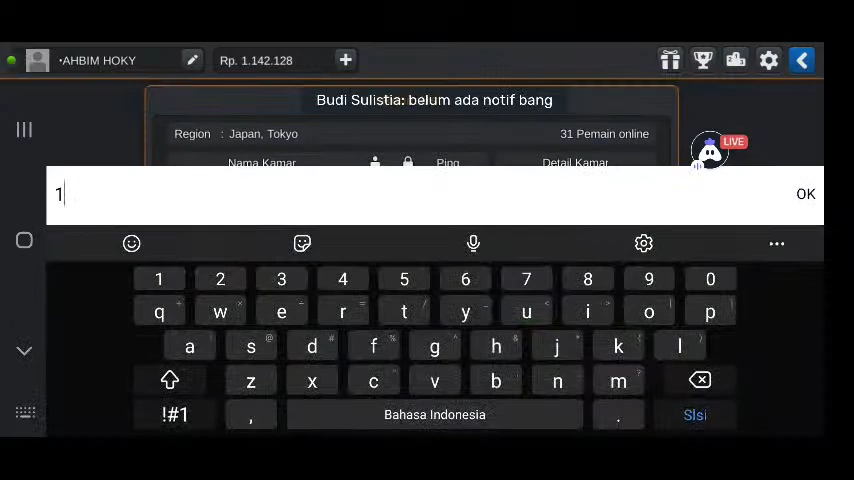 •AHBIM HOKY
Rp. 1.142.128
+
Budi Sulistia: belum ada notif bang
Region : Japan, Tokyo
31 Pemain online
LIVE
Nama Kamar Ping Detail Kamar
1
OK
1 2 3 4 5 6 7 8 9 0
q w e r t y u i o p
a s d f g h j k l
z x c v b n m
!#1 , Bahasa Indonesia . Slsi